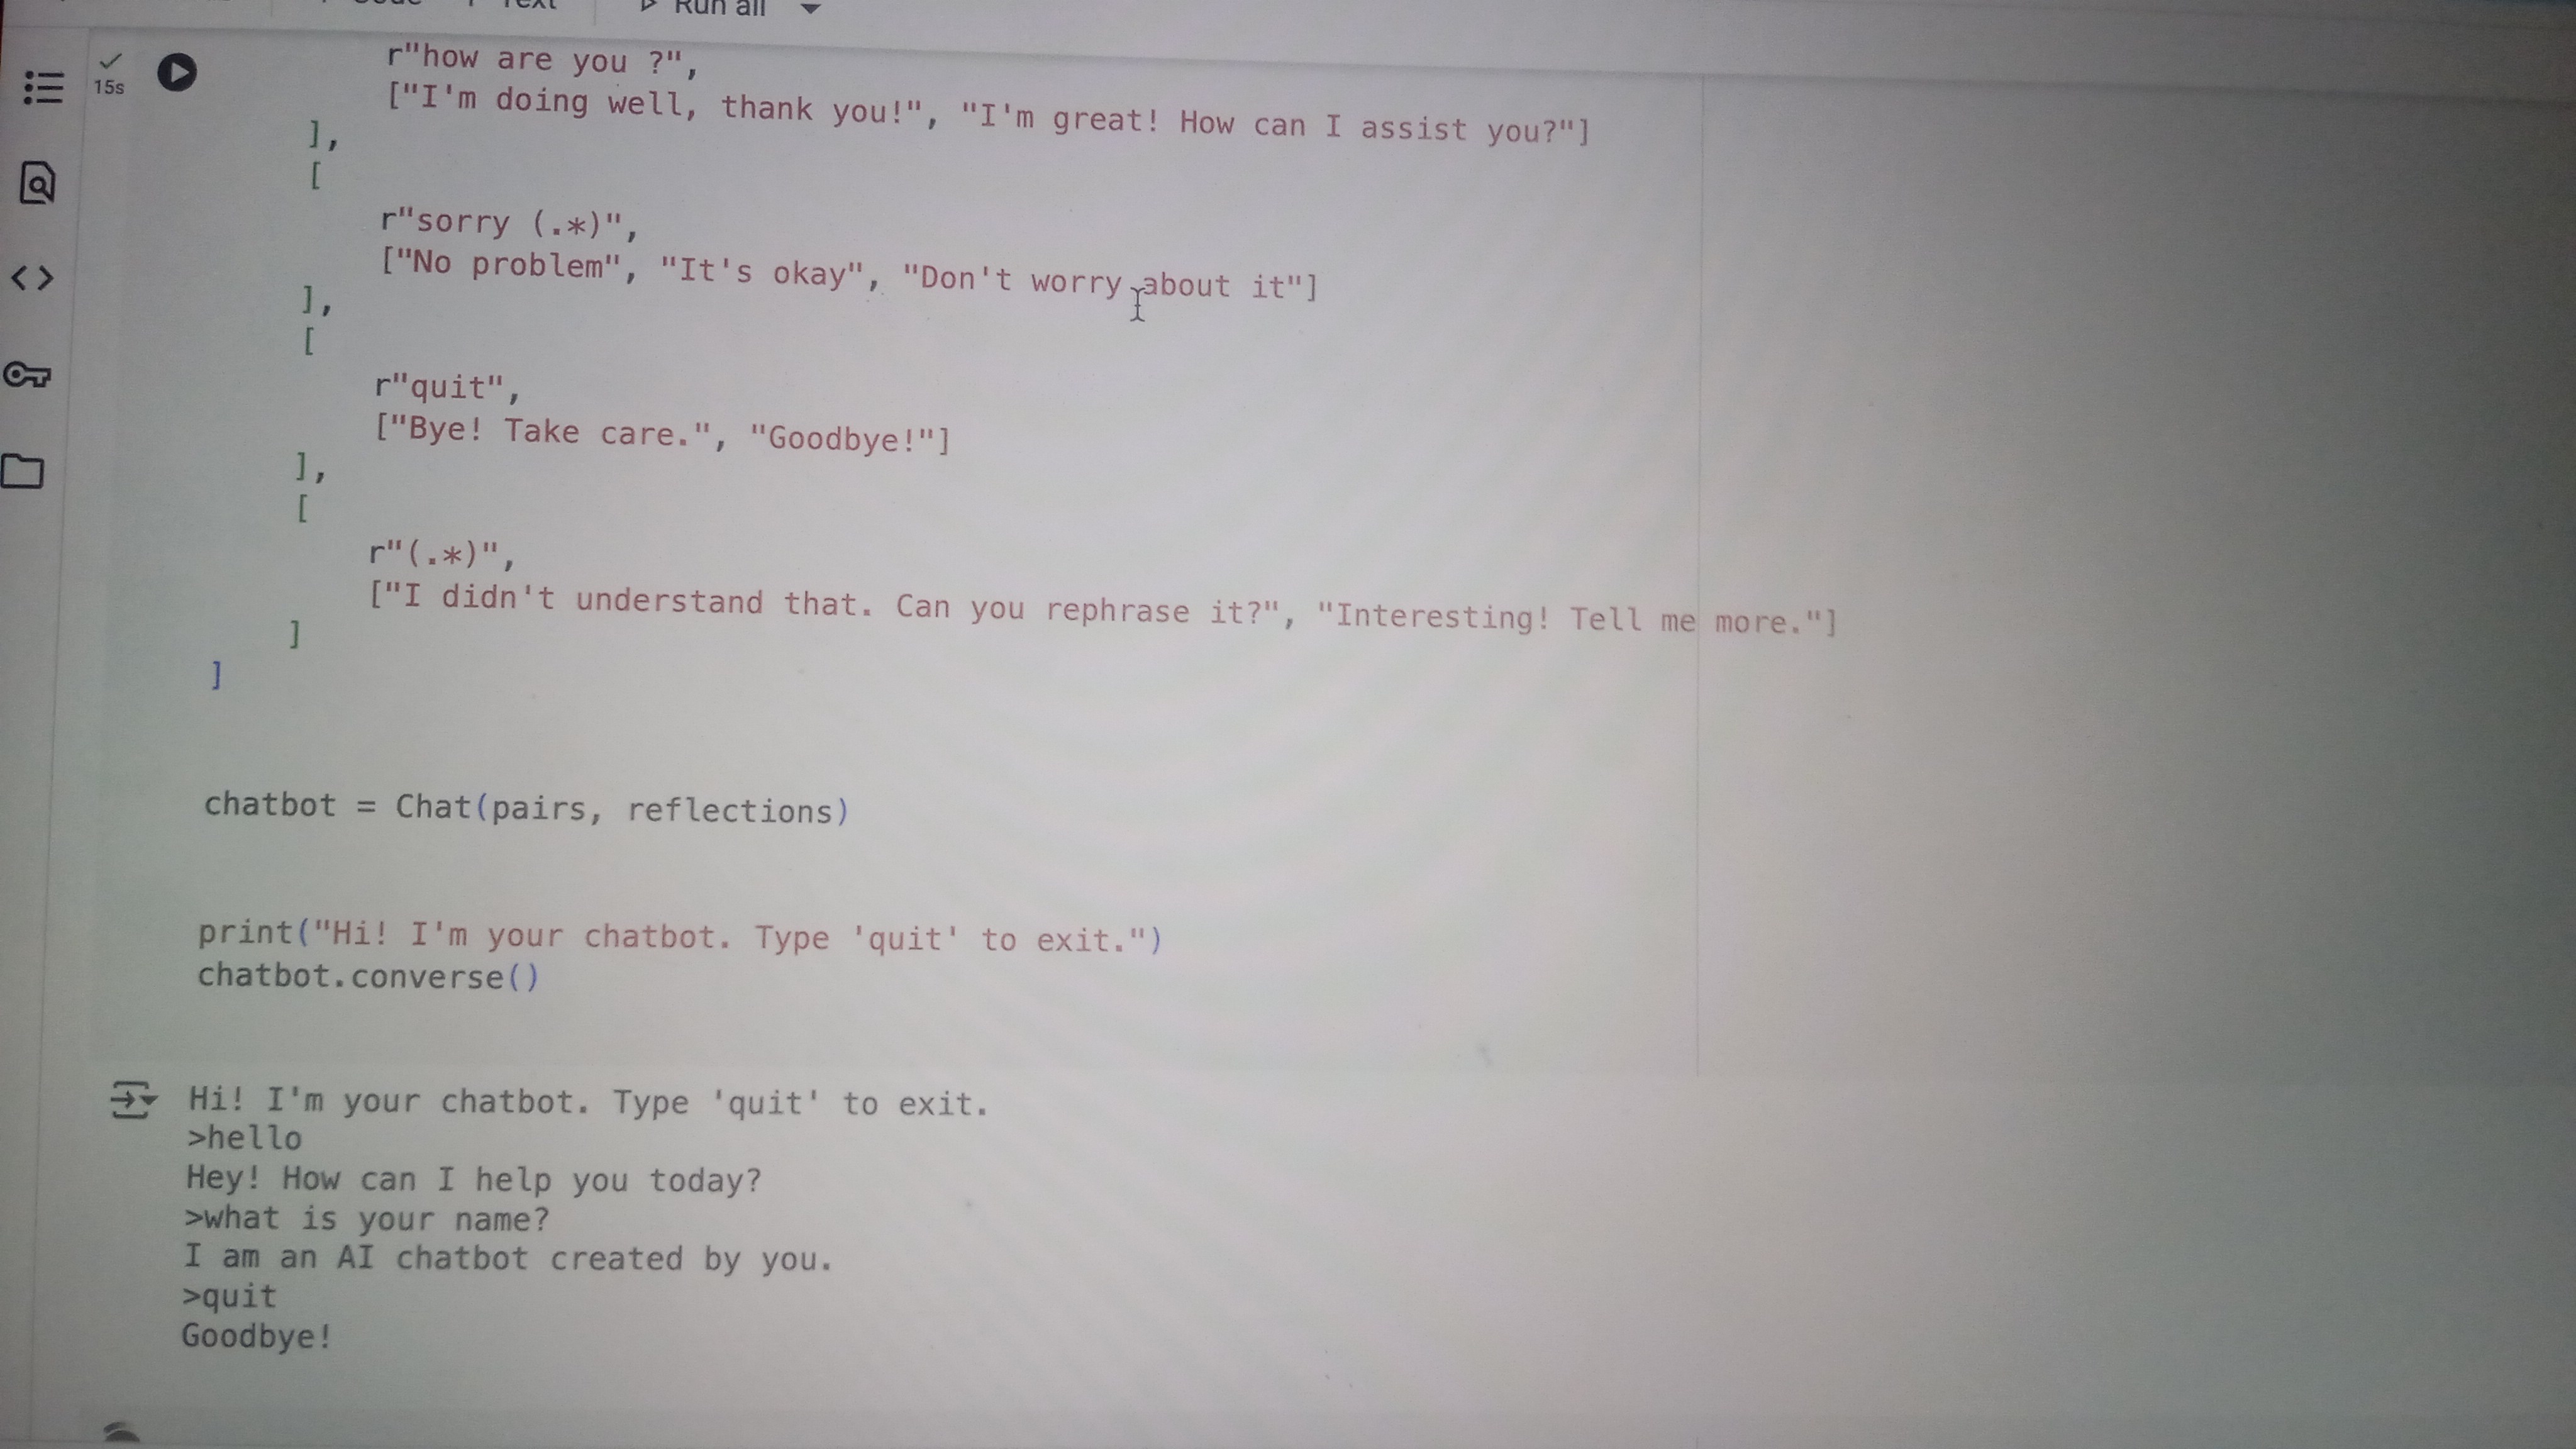 Code
Text
Run all
15s
r"how are you ?",
["I'm doing well, thank you!", "I'm great! How can I assist you?"]
],
[
r"sorry (.*)",
["No problem", "It's okay", "Don't worry about it"]
],
[
r"quit",
["Bye! Take care.", "Goodbye!"]
],
[
r"(.*)",
["I didn't understand that. Can you rephrase it?", "Interesting! Tell me more."]
]
]
chatbot = Chat(pairs, reflections)
print("Hi! I'm your chatbot. Type 'quit' to exit.")
chatbot.converse()
Hi! I'm your chatbot. Type 'quit' to exit.
>hello
Hey! How can I help you today?
>what is your name?
I am an AI chatbot created by you.
>quit
Goodbye!